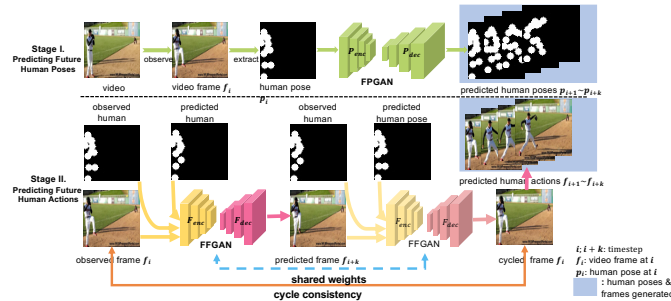 Stage I.
Predicting Future
Human Poses
video
observe
video frame f_i
extract
human pose
p_i
P_enc
P_dec
FPGAN
predicted human poses p_{i+1}~p_{i+k}
observed
human
predicted
human
observed
human
predicted
human pose
Stage II.
Predicting Future
Human Actions
F_enc
F_dec
FFGAN
F_enc
F_dec
FFGAN
predicted human actions f_{i+1}~f_{i+k}
observed frame f_i
predicted frame f_{i+k}
cycled frame f_i
shared weights
cycle consistency
i; i + k: timestep
f_i: video frame at i
p_i: human pose at i
: human poses &
frames generated